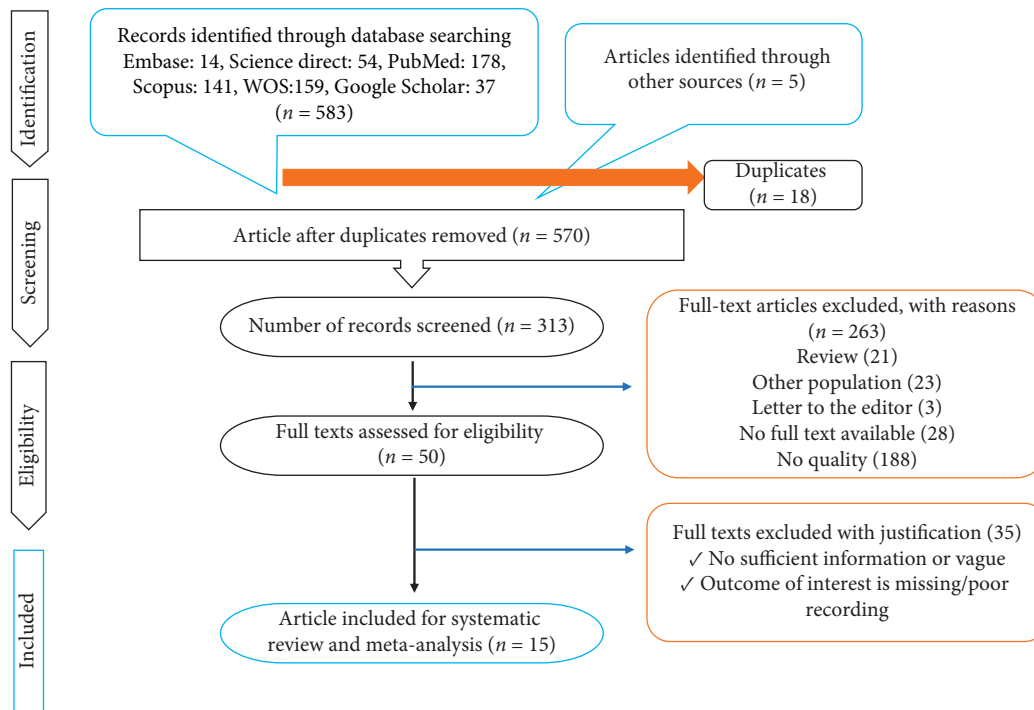 Identification
Records identified through database searching
Embase: 14, Science direct: 54, PubMed: 178,
Scopus: 141, WOS:159, Google Scholar: 37
(n = 583)
Articles identified through
other sources (n = 5)
Duplicates
(n = 18)
Screening
Article after duplicates removed (n = 570)
Number of records screened (n = 313)
Full-text articles excluded, with reasons
(n = 263)
Review (21)
Other population (23)
Letter to the editor (3)
No full text available (28)
No quality (188)
Eligibility
Full texts assessed for eligibility
(n = 50)
Full texts excluded with justification (35)
✓ No sufficient information or vague
✓ Outcome of interest is missing/poor
recording
Included
Article included for systematic
review and meta-analysis (n = 15)